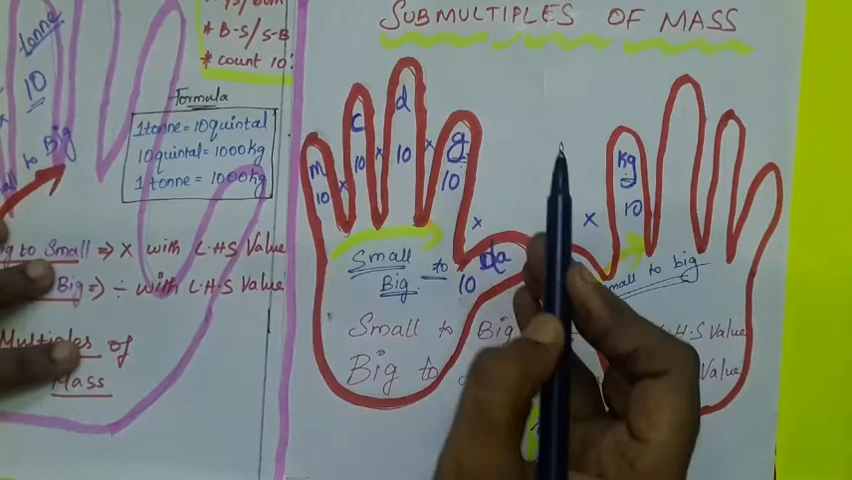 tonne
10
* B-S/S-B
* count 10
Formula
1 tonne = 10 quintal
10 quintal = 1000 kg
1 tonne = 1000 kg
to Big
to Small => × with L.H.S Value
Big => ÷ with L.H.S Value
Multiples of
Mass
SUBMULTIPLES OF MASS
m c d g kg
10 × 10 × 10 × 10 × × 10
da
10
Small to
Big
small to big
Small to Big H.S Value
Big to Value